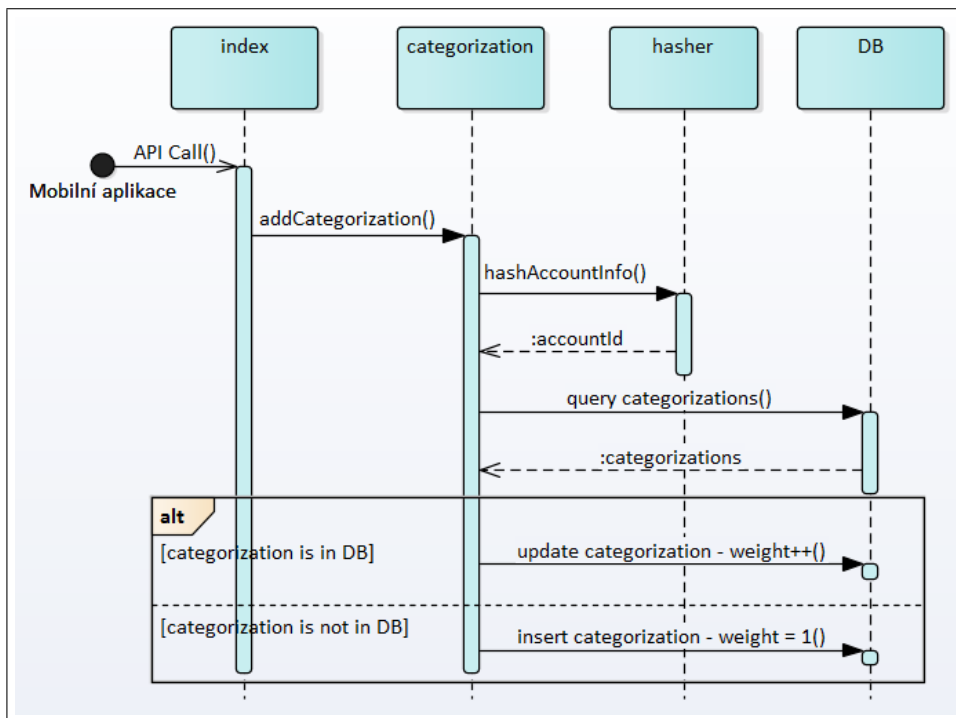 index
categorization
hasher
DB
API Call()
Mobilní aplikace
addCategorization()
hashAccountInfo()
:accountId
query categorizations()
:categorizations
alt
[categorization is in DB]
update categorization - weight++()
[categorization is not in DB]
insert categorization - weight = 1()